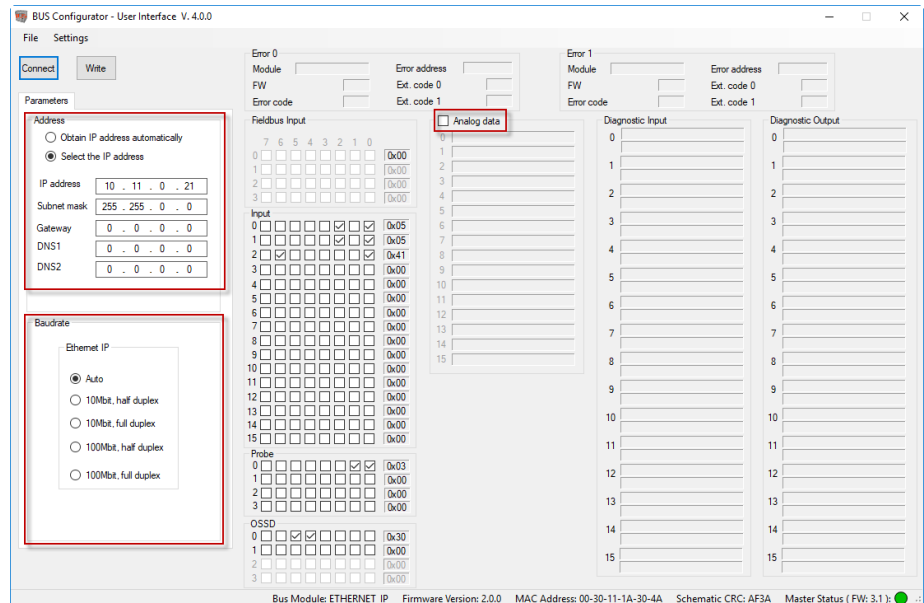 BUS Configurator - User Interface V. 4.0.0
File Settings
Connect Write
Parameters
Address
Obtain IP address automatically
Select the IP address
IP address 10 . 11 . 0 . 21
Subnet mask 255 . 255 . 0 . 0
Gateway 0 . 0 . 0 . 0
DNS1 0 . 0 . 0 . 0
DNS2 0 . 0 . 0 . 0
Baudrate
Ethernet IP
Auto
10Mbit, half duplex
10Mbit, full duplex
100Mbit, half duplex
100Mbit, full duplex
Error 0
Module Error address
FW Ext. code 0
Error code Ext. code 1
Error 1
Module Error address
FW Ext. code 0
Error code Ext. code 1
Fieldbus Input
7 6 5 4 3 2 1 0
0 0x00
1 0x00
2 0x00
3 0x00
Input
0 0x05
1 0x05
2 0x41
3 0x00
4 0x00
5 0x00
6 0x00
7 0x00
8 0x00
9 0x00
10 0x00
11 0x00
12 0x00
13 0x00
14 0x00
15 0x00
Probe
0 0x03
1 0x00
2 0x00
3 0x00
OSSD
0 0x30
1 0x00
2 0x00
3 0x00
Analog data
0
1
2
3
4
5
6
7
8
9
10
11
12
13
14
15
Diagnostic Input
0
1
2
3
4
5
6
7
8
9
10
11
12
13
14
15
Diagnostic Output
0
1
2
3
4
5
6
7
8
9
10
11
12
13
14
15
Bus Module: ETHERNET IP Firmware Version: 2.0.0 MAC Address: 00-30-11-1A-30-4A Schematic CRC: AF3A Master Status ( FW: 3.1 ):